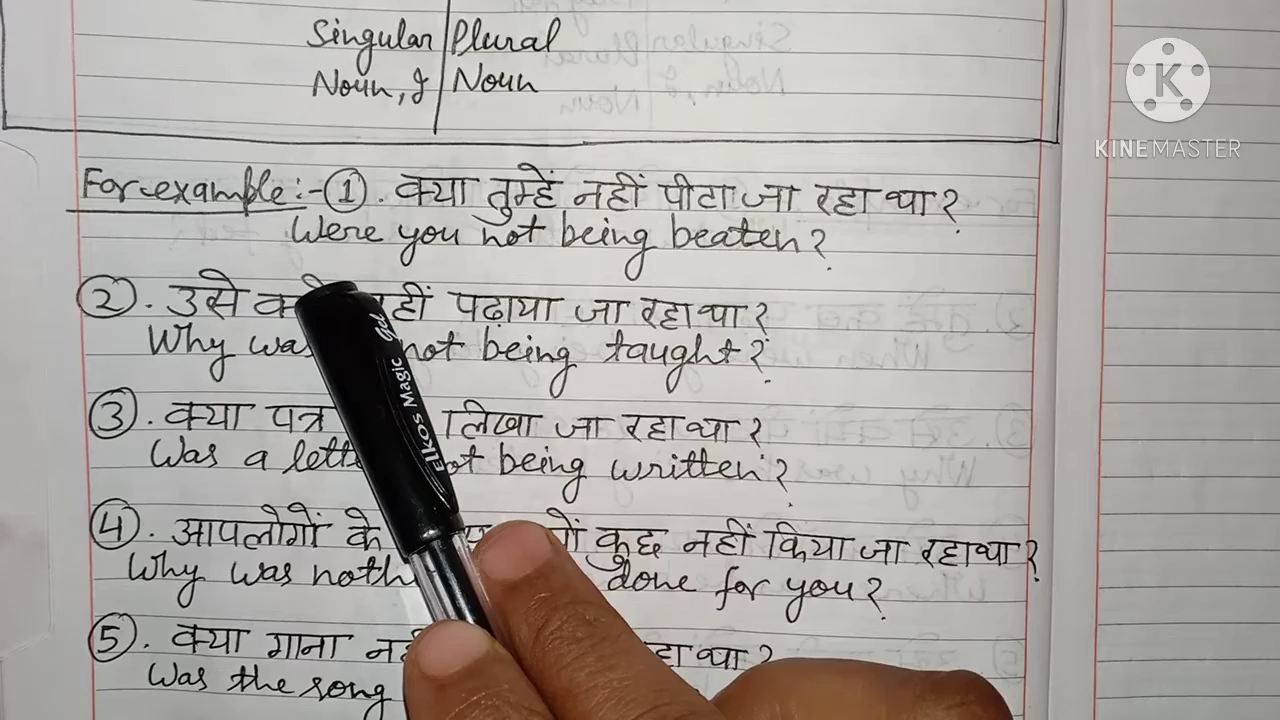 Singular Plural
Noun, I Noun
K
KINEMASTER
For-example:- ①. क्या तुम्हें नहीं पीटा जा रहा था?
Were you not being beaten?
②. उसे नहीं पढ़ाया जा रहा था?
Why was not being taught?
③. क्या पत्र लिखा जा रहा था?
Was a being written?
④. आपलोगों के कुछ नहीं किया जा रहा था?
Why was done for you?
⑤. क्या गाना रहा था?
Was the song
Elkos Magic Gel